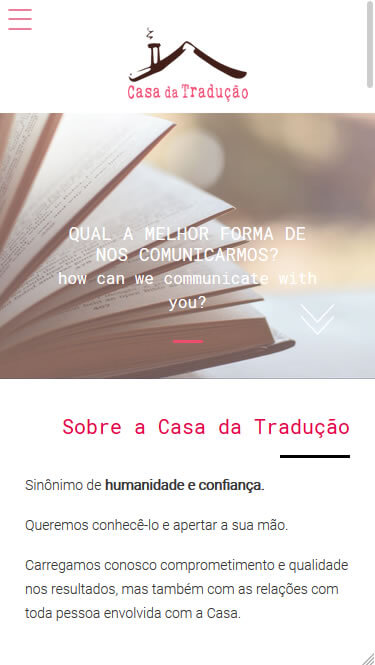 Casa da Tradução
QUAL A MELHOR FORMA DE
NOS COMUNICARMOS?
how can we communicate with
you?
Sobre a Casa da Tradução
Sinônimo de humanidade e confiança.
Queremos conhecê-lo e apertar a sua mão.
Carregamos conosco comprometimento e qualidade
nos resultados, mas também com as relações com
toda pessoa envolvida com a Casa.